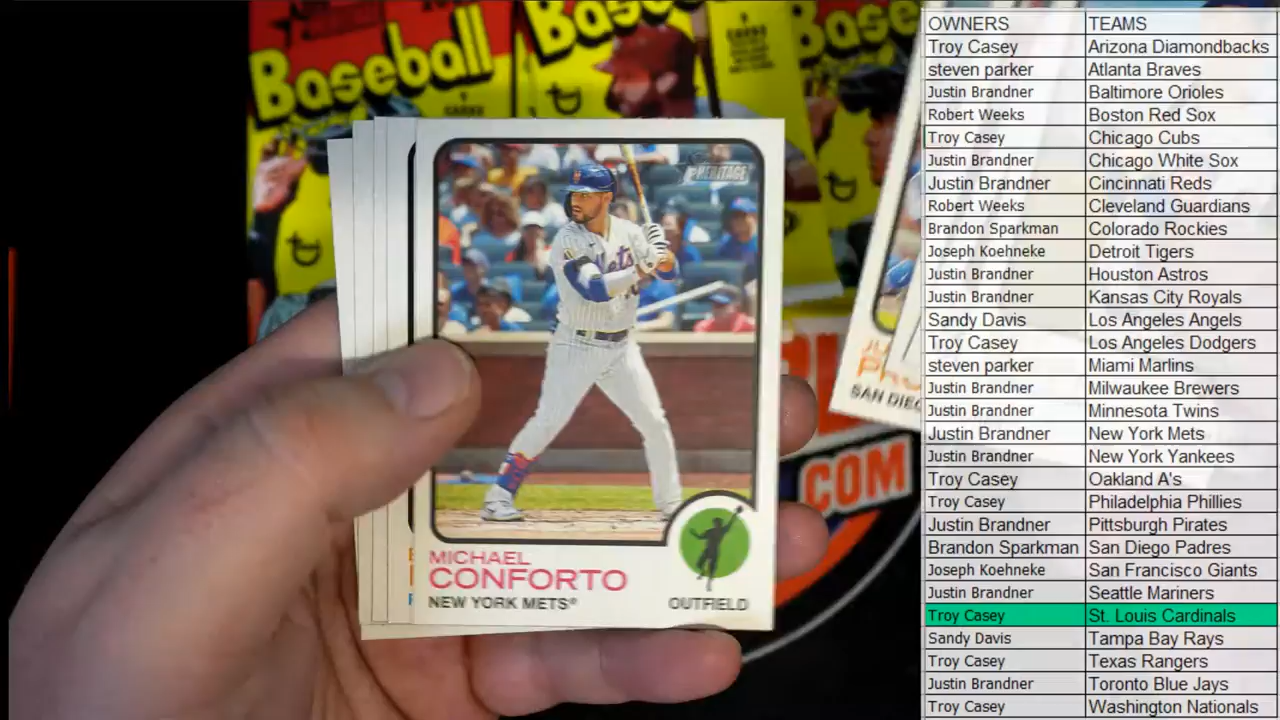 Baseball
Baseball
HERITAGE
MICHAEL
CONFORTO
NEW YORK METS®
OUTFIELD
SAN DIEG
COM
OWNERS TEAMS
Troy Casey Arizona Diamondbacks
steven parker Atlanta Braves
Justin Brandner Baltimore Orioles
Robert Weeks Boston Red Sox
Troy Casey Chicago Cubs
Justin Brandner Chicago White Sox
Justin Brandner Cincinnati Reds
Robert Weeks Cleveland Guardians
Brandon Sparkman Colorado Rockies
Joseph Koehneke Detroit Tigers
Justin Brandner Houston Astros
Justin Brandner Kansas City Royals
Sandy Davis Los Angeles Angels
Troy Casey Los Angeles Dodgers
steven parker Miami Marlins
Justin Brandner Milwaukee Brewers
Justin Brandner Minnesota Twins
Justin Brandner New York Mets
Justin Brandner New York Yankees
Troy Casey Oakland A's
Troy Casey Philadelphia Phillies
Justin Brandner Pittsburgh Pirates
Brandon Sparkman San Diego Padres
Joseph Koehneke San Francisco Giants
Justin Brandner Seattle Mariners
Troy Casey St. Louis Cardinals
Sandy Davis Tampa Bay Rays
Troy Casey Texas Rangers
Justin Brandner Toronto Blue Jays
Troy Casey Washington Nationals